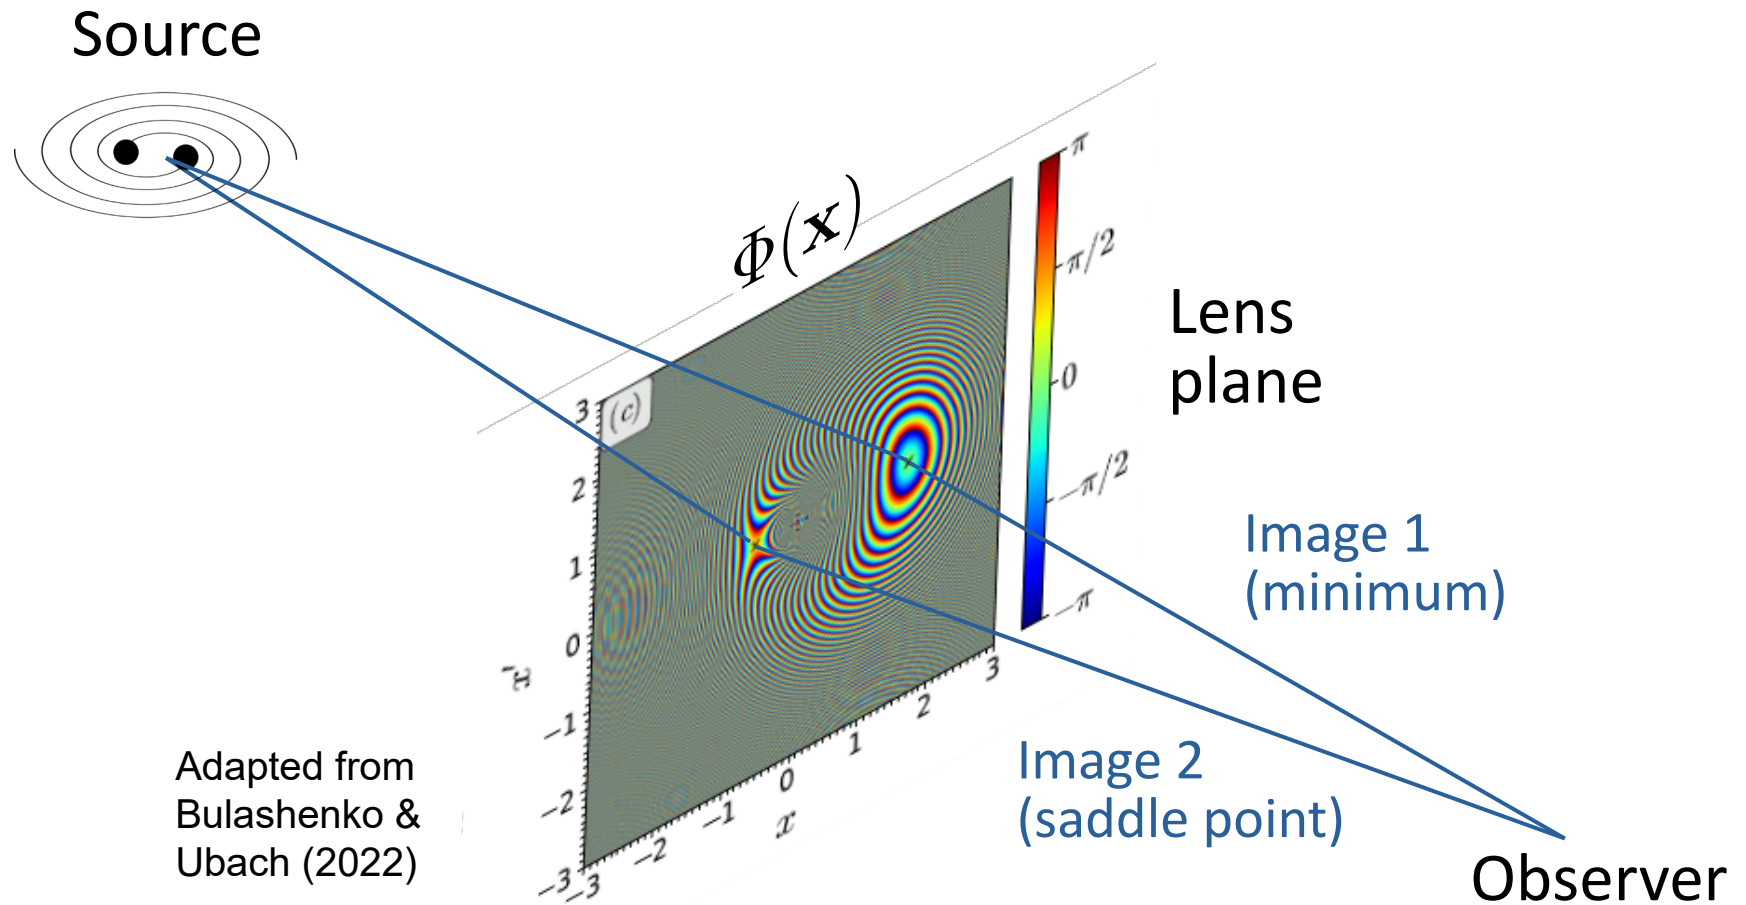 Source
Φ(x)
(c)
π
π/2
0
−π/2
−π
Lens
plane
Image 1
(minimum)
Image 2
(saddle point)
Observer
3
2
1
0
−1
−2
−3
−3
−2
−1
0
1
2
3
x
Adapted from
Bulashenko &
Ubach (2022)